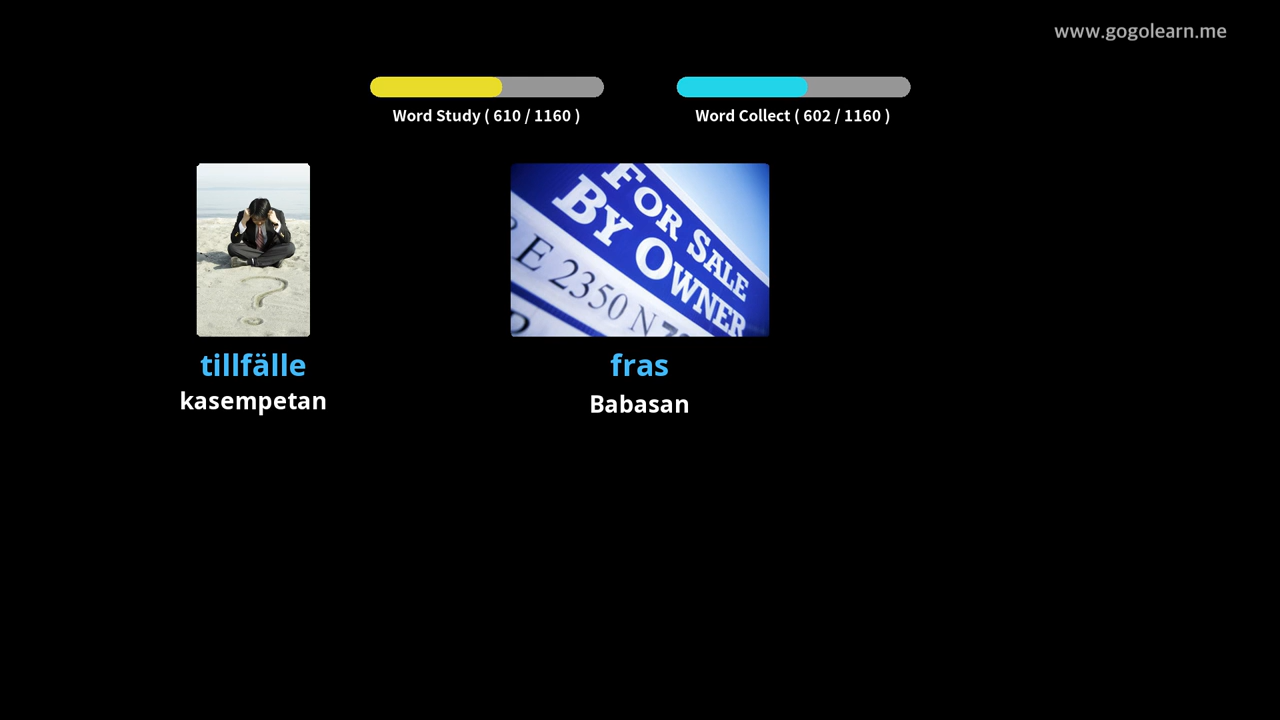 www.gogolearn.me
Word Study ( 610 / 1160 )
Word Collect ( 602 / 1160 )
FOR SALE
BY OWNER
E 2350 N
tillfälle
fras
kasempetan
Babasan